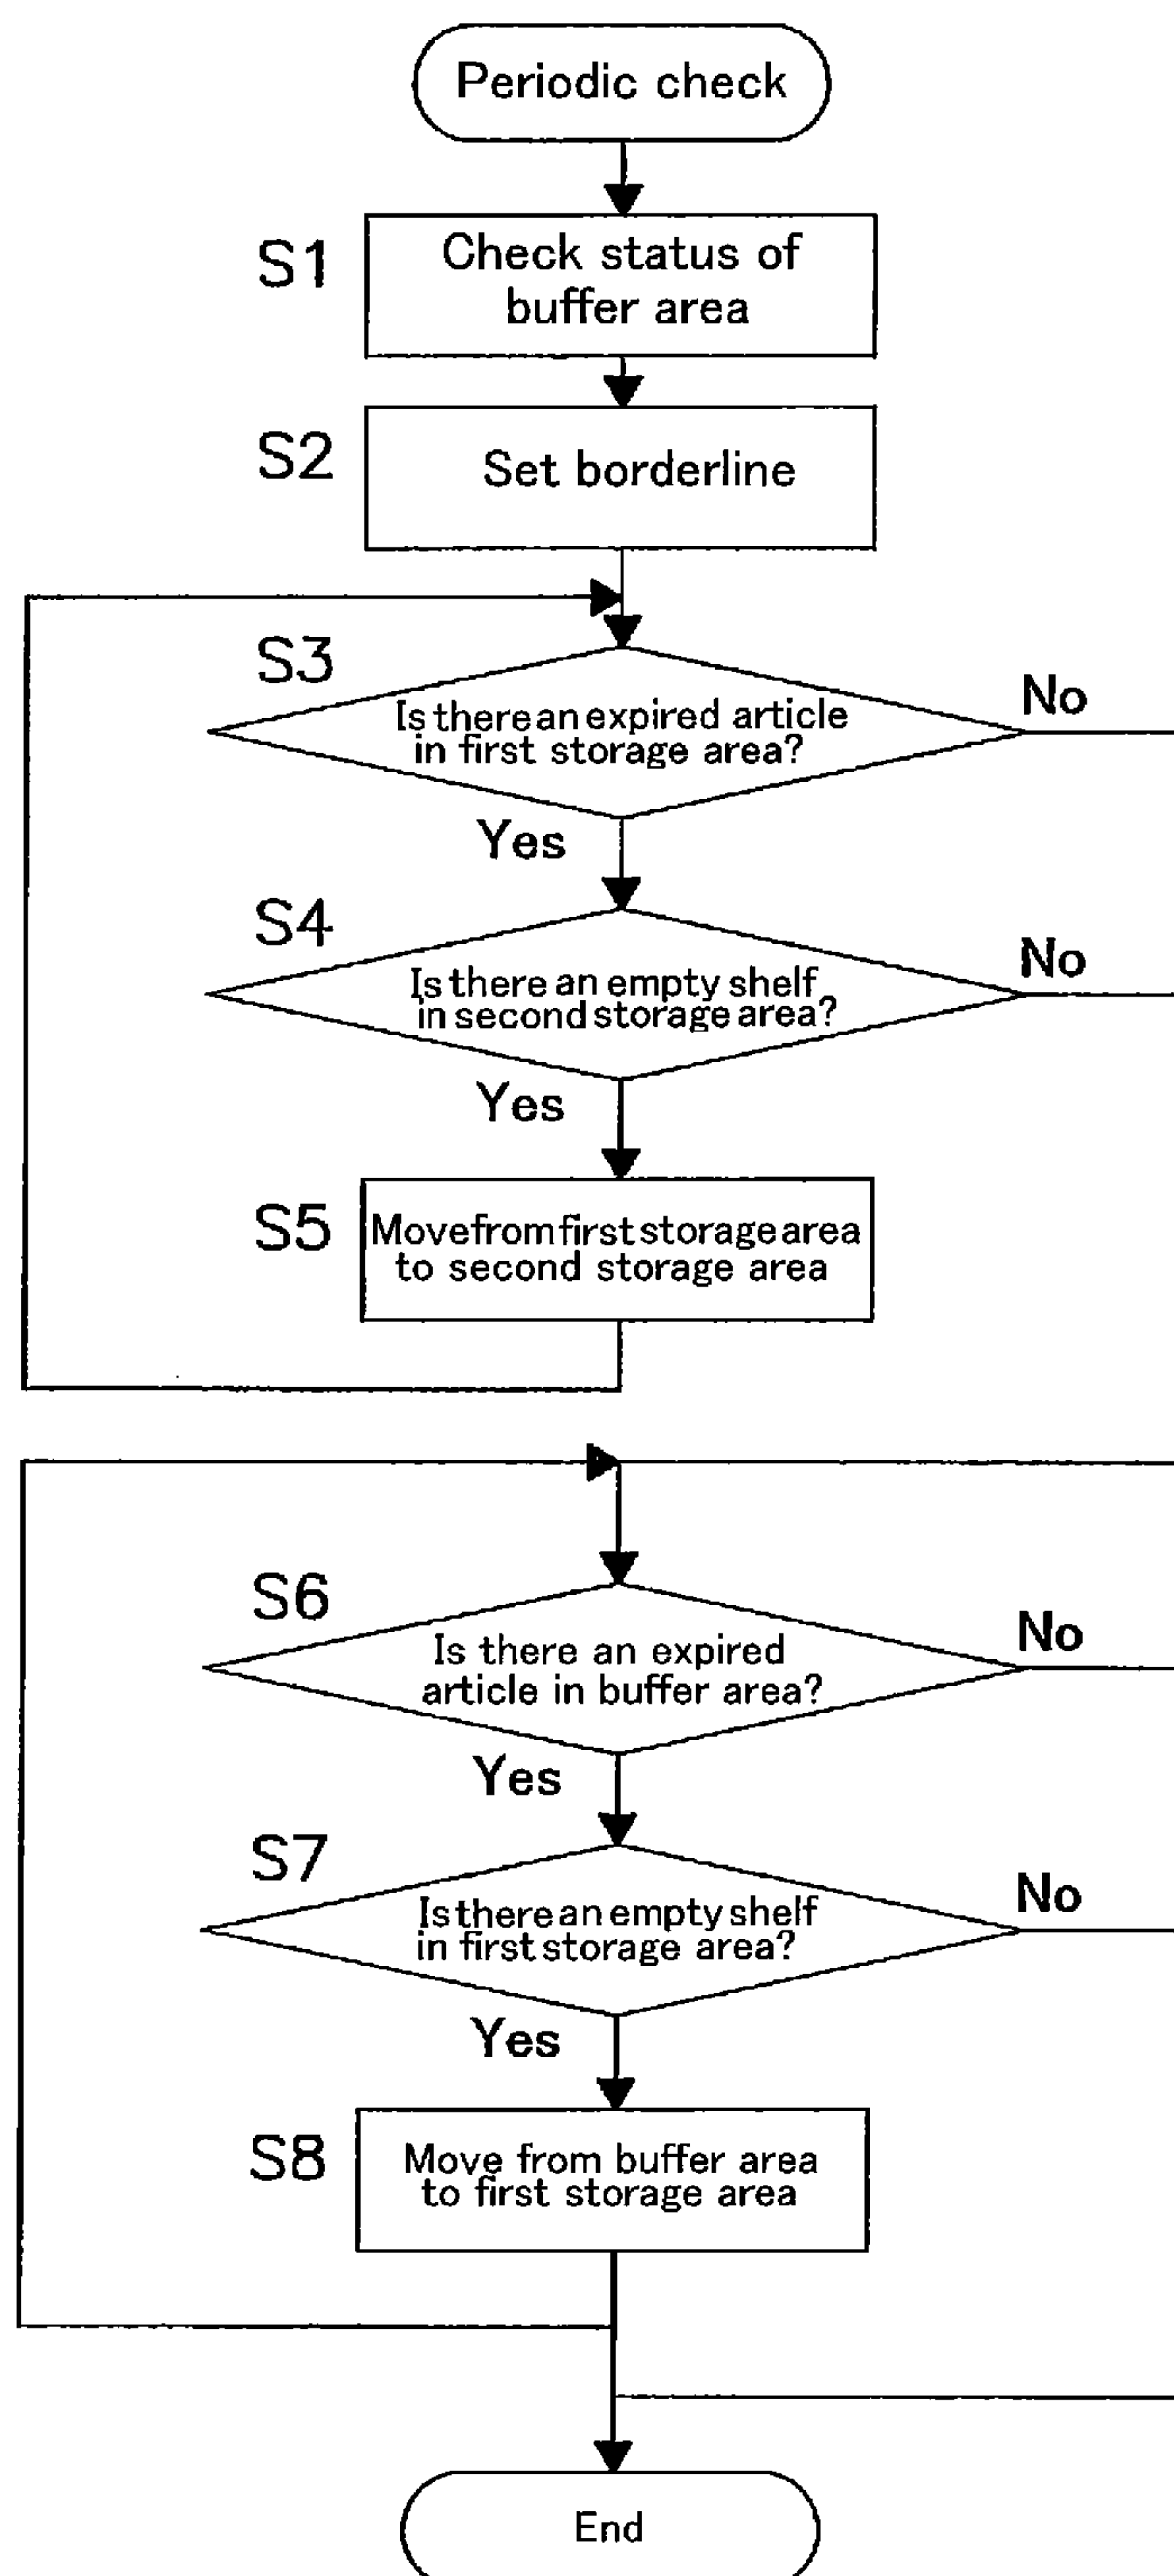 Periodic check
S1
Check status of
buffer area
S2
Set borderline
S3
Is there an expired article
in first storage area?
No
Yes
S4
Is there an empty shelf
in second storage area?
No
Yes
S5
Move from first storage area
to second storage area
S6
Is there an expired
article in buffer area?
No
Yes
S7
Is there an empty shelf
in first storage area?
No
Yes
S8
Move from buffer area
to first storage area
End